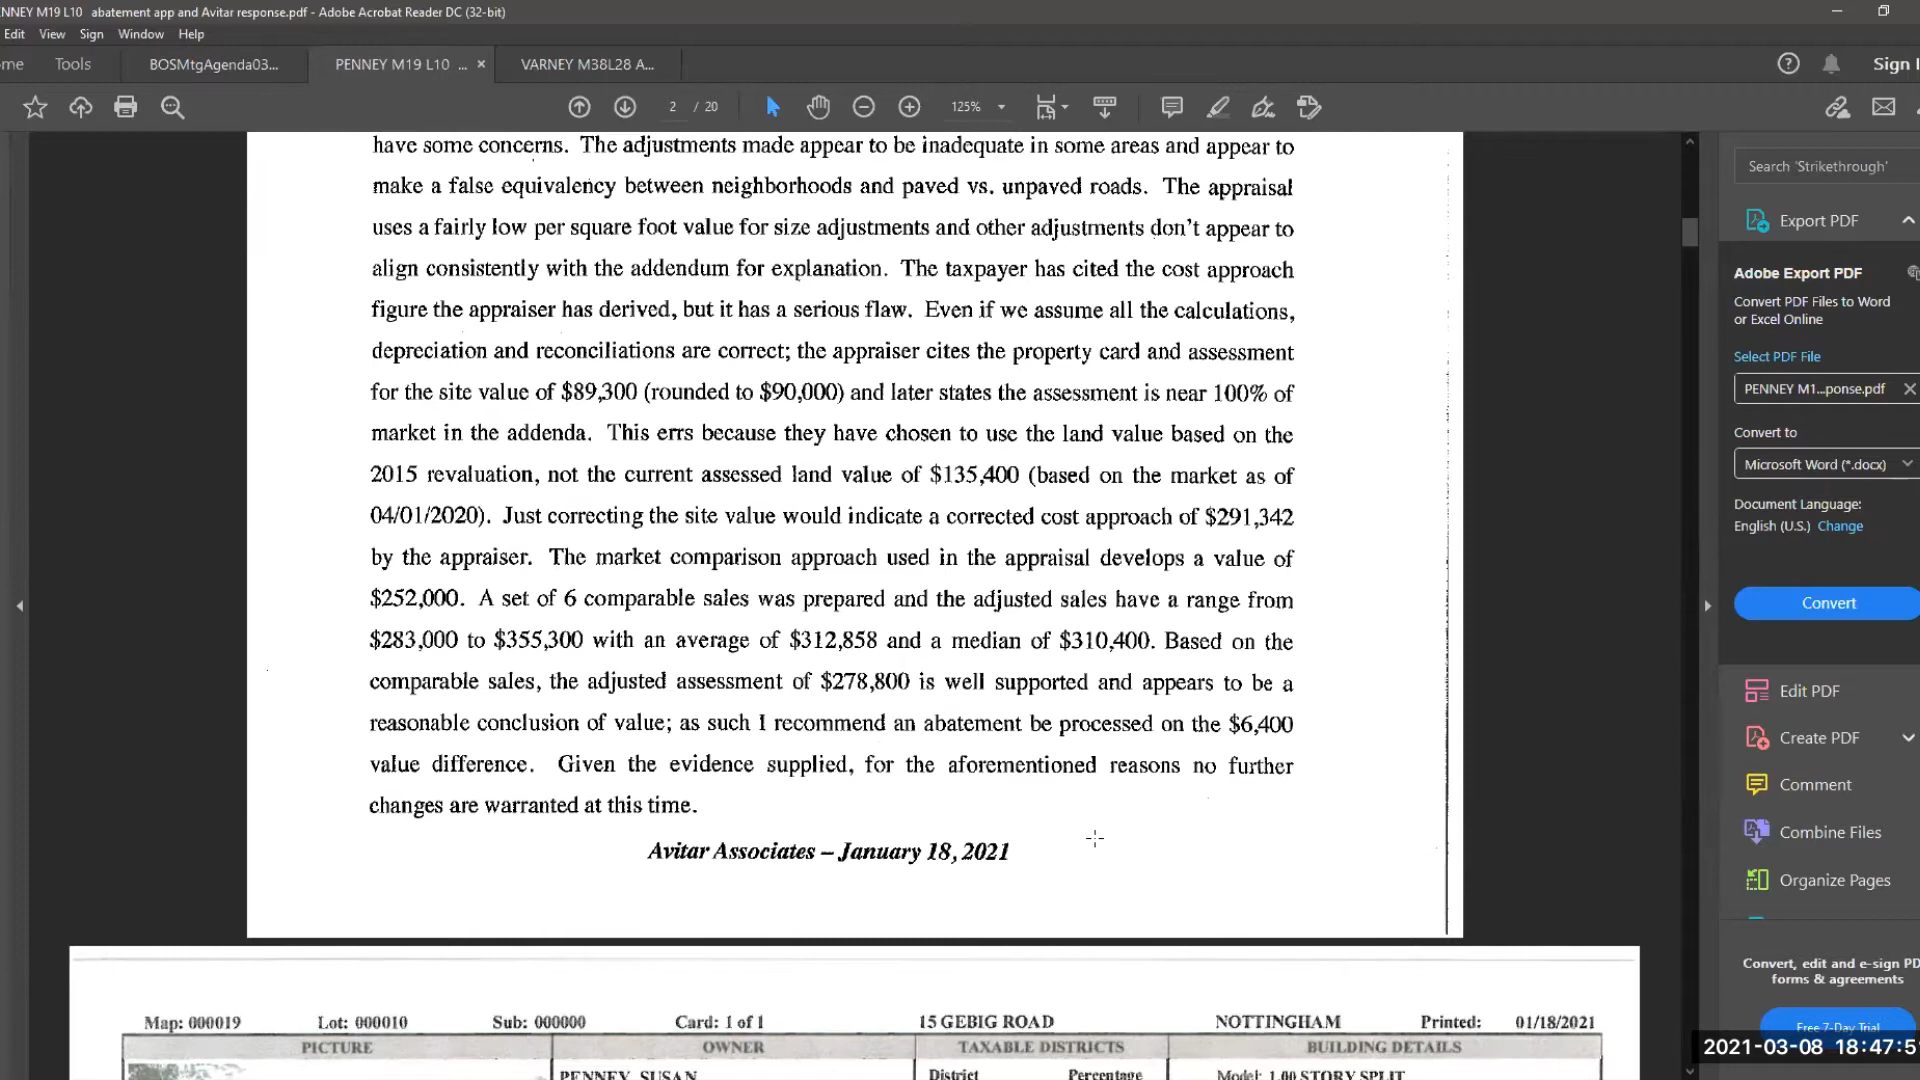 NNEY M19 L10 abatement app and Avitar response.pdf - Adobe Acrobat Reader DC (32-bit)
Edit View Sign Window Help
me Tools BOSMtgAgenda03... PENNEY M19 L10 ... × VARNEY M38L28 A... Sign I
2 / 20 125%
have some concerns. The adjustments made appear to be inadequate in some areas and appear to
make a false equivalency between neighborhoods and paved vs. unpaved roads. The appraisal
uses a fairly low per square foot value for size adjustments and other adjustments don't appear to
align consistently with the addendum for explanation. The taxpayer has cited the cost approach
figure the appraiser has derived, but it has a serious flaw. Even if we assume all the calculations,
depreciation and reconciliations are correct; the appraiser cites the property card and assessment
for the site value of $89,300 (rounded to $90,000) and later states the assessment is near 100% of
market in the addenda. This errs because they have chosen to use the land value based on the
2015 revaluation, not the current assessed land value of $135,400 (based on the market as of
04/01/2020). Just correcting the site value would indicate a corrected cost approach of $291,342
by the appraiser. The market comparison approach used in the appraisal develops a value of
$252,000. A set of 6 comparable sales was prepared and the adjusted sales have a range from
$283,000 to $355,300 with an average of $312,858 and a median of $310,400. Based on the
comparable sales, the adjusted assessment of $278,800 is well supported and appears to be a
reasonable conclusion of value; as such I recommend an abatement be processed on the $6,400
value difference. Given the evidence supplied, for the aforementioned reasons no further
changes are warranted at this time.
Avitar Associates – January 18, 2021
Map: 000019 Lot: 000010 Sub: 000000 Card: 1 of 1 15 GEBIG ROAD NOTTINGHAM Printed: 01/18/2021
PICTURE OWNER TAXABLE DISTRICTS BUILDING DETAILS
PENNEY, SUSAN District Percentage Model: 1.00 STORY SPLIT
Search 'Strikethrough'
Export PDF
Adobe Export PDF
Convert PDF Files to Word
or Excel Online
Select PDF File
PENNEY M1...ponse.pdf
Convert to
Microsoft Word (*.docx)
Document Language:
English (U.S.) Change
Convert
Edit PDF
Create PDF
Comment
Combine Files
Organize Pages
Convert, edit and e-sign PD
forms & agreements
Free 7-Day Trial
2021-03-08 18:47:5